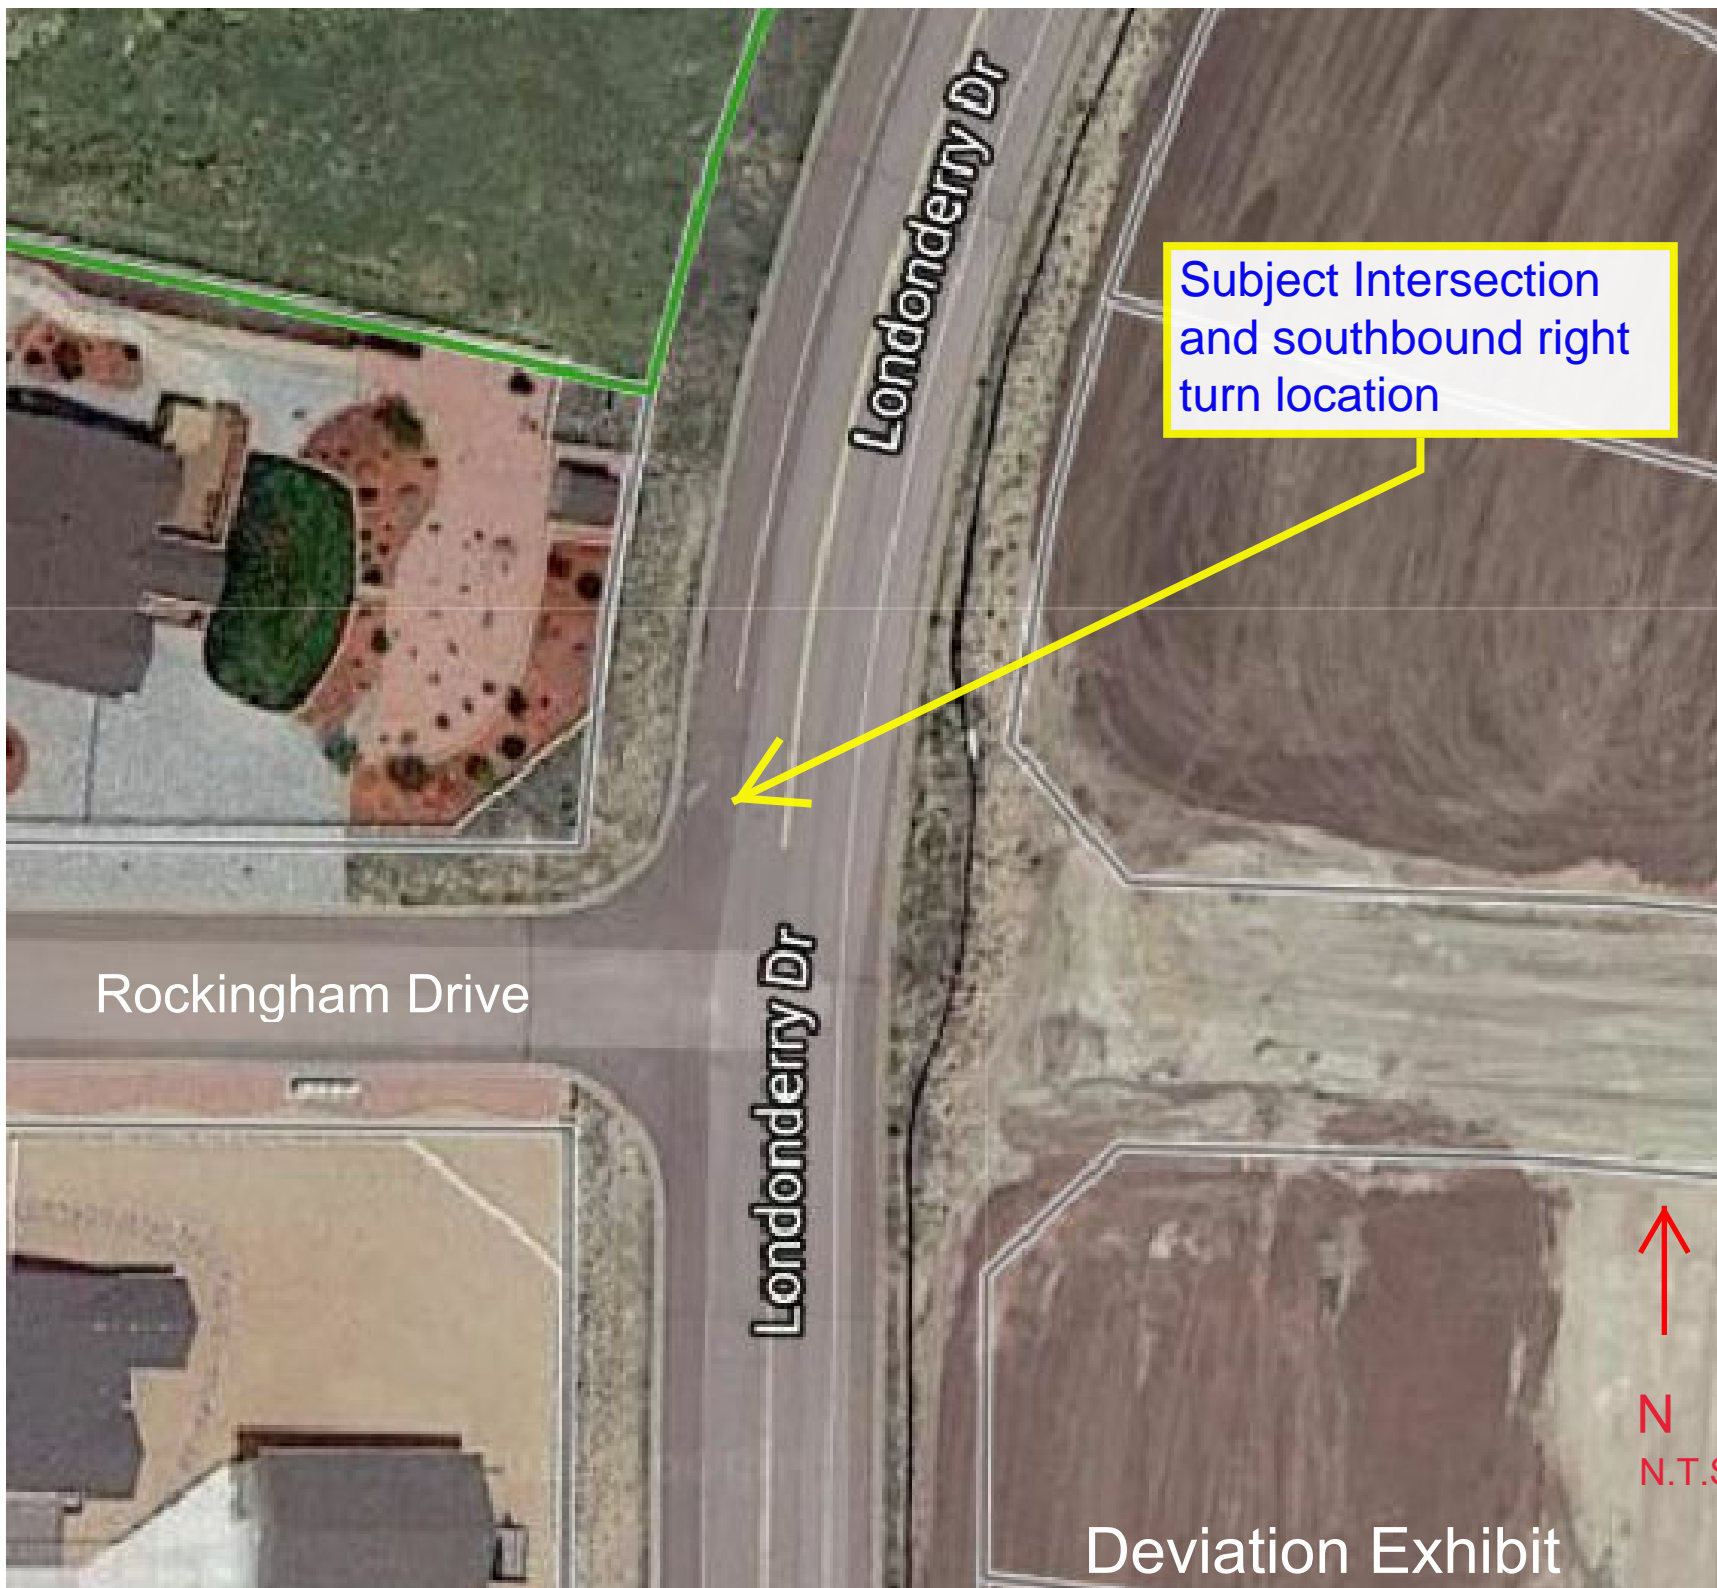 Londonderry Dr
Subject Intersection
and southbound right
turn location
Rockingham Drive
Londonderry Dr
N
N.T.S
Deviation Exhibit